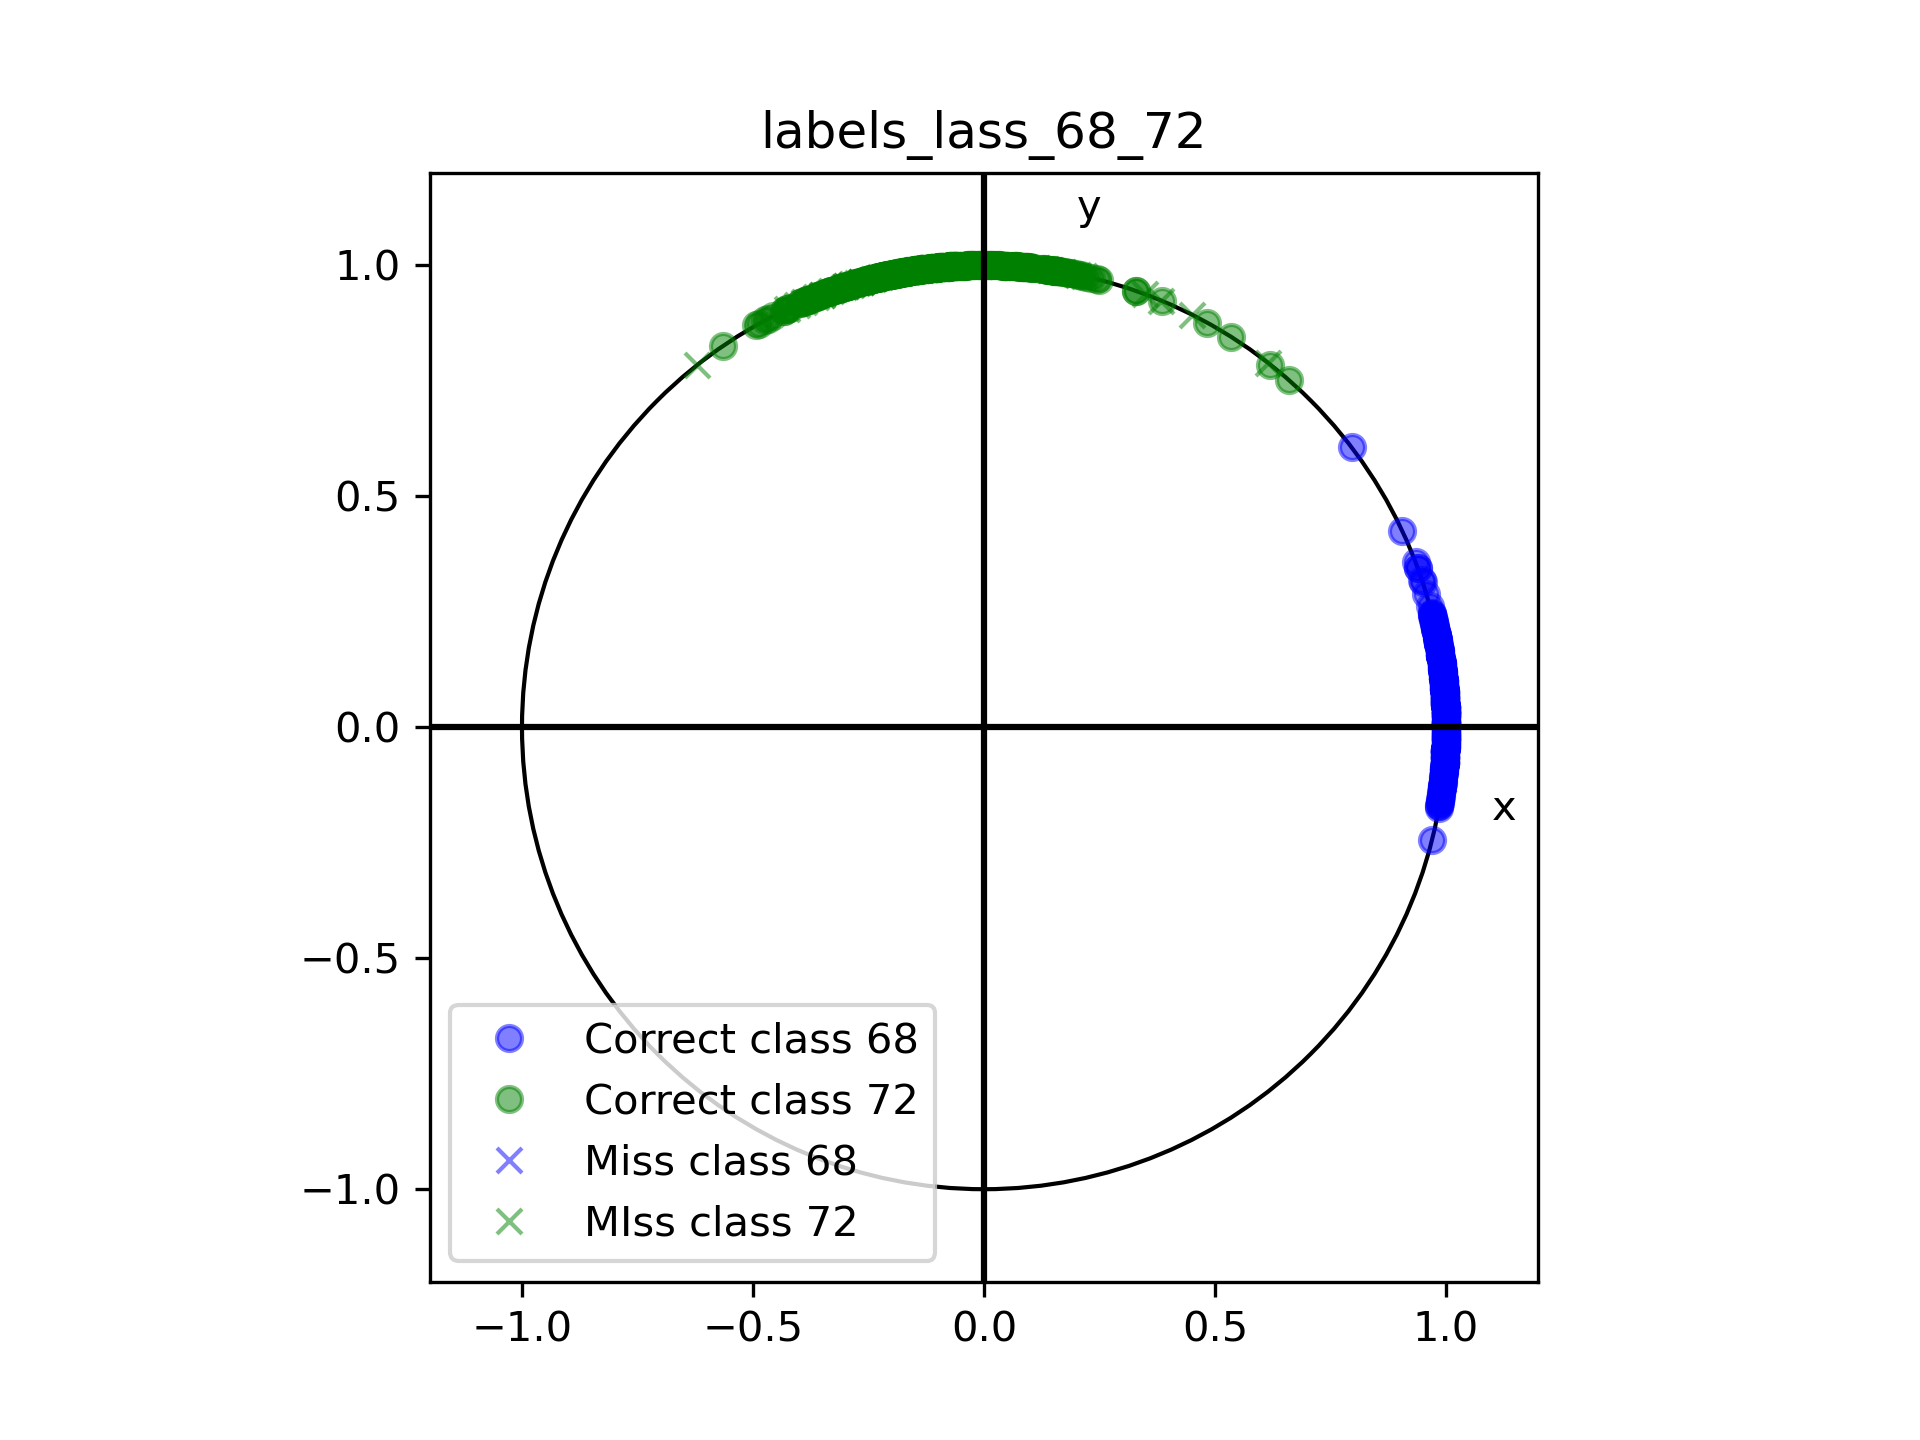 labels_lass_68_72
y
1.0
0.5
0.0
x
−0.5
−1.0
Correct class 68
Correct class 72
Miss class 68
MIss class 72
−1.0 −0.5 0.0 0.5 1.0